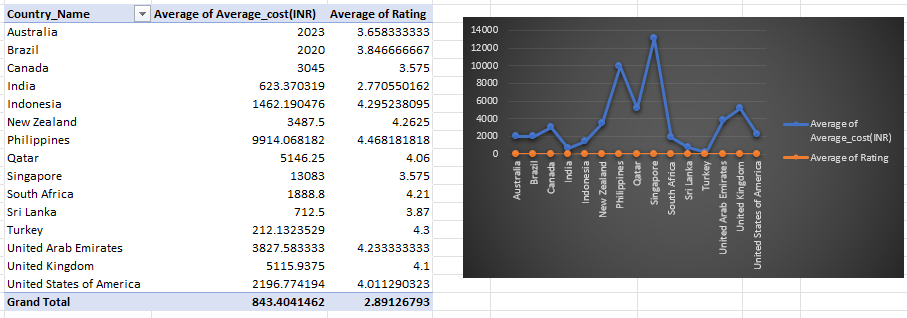 Country_Name Average of Average_cost(INR) Average of Rating
Australia 2023 3.658333333
Brazil 2020 3.846666667
Canada 3045 3.575
India 623.370319 2.770550162
Indonesia 1462.190476 4.295238095
New Zealand 3487.5 4.2625
Philippines 9914.068182 4.468181818
Qatar 5146.25 4.06
Singapore 13083 3.575
South Africa 1888.8 4.21
Sri Lanka 712.5 3.87
Turkey 212.1323529 4.3
United Arab Emirates 3827.583333 4.233333333
United Kingdom 5115.9375 4.1
United States of America 2196.774194 4.011290323
Grand Total 843.4041462 2.89126793
14000
12000
10000
8000
6000
4000
2000
0
Australia
Brazil
Canada
India
Indonesia
New Zealand
Philippines
Qatar
Singapore
South Africa
Sri Lanka
Turkey
United Arab Emirates
United Kingdom
United States of America
Average of
Average_cost(INR)
Average of Rating